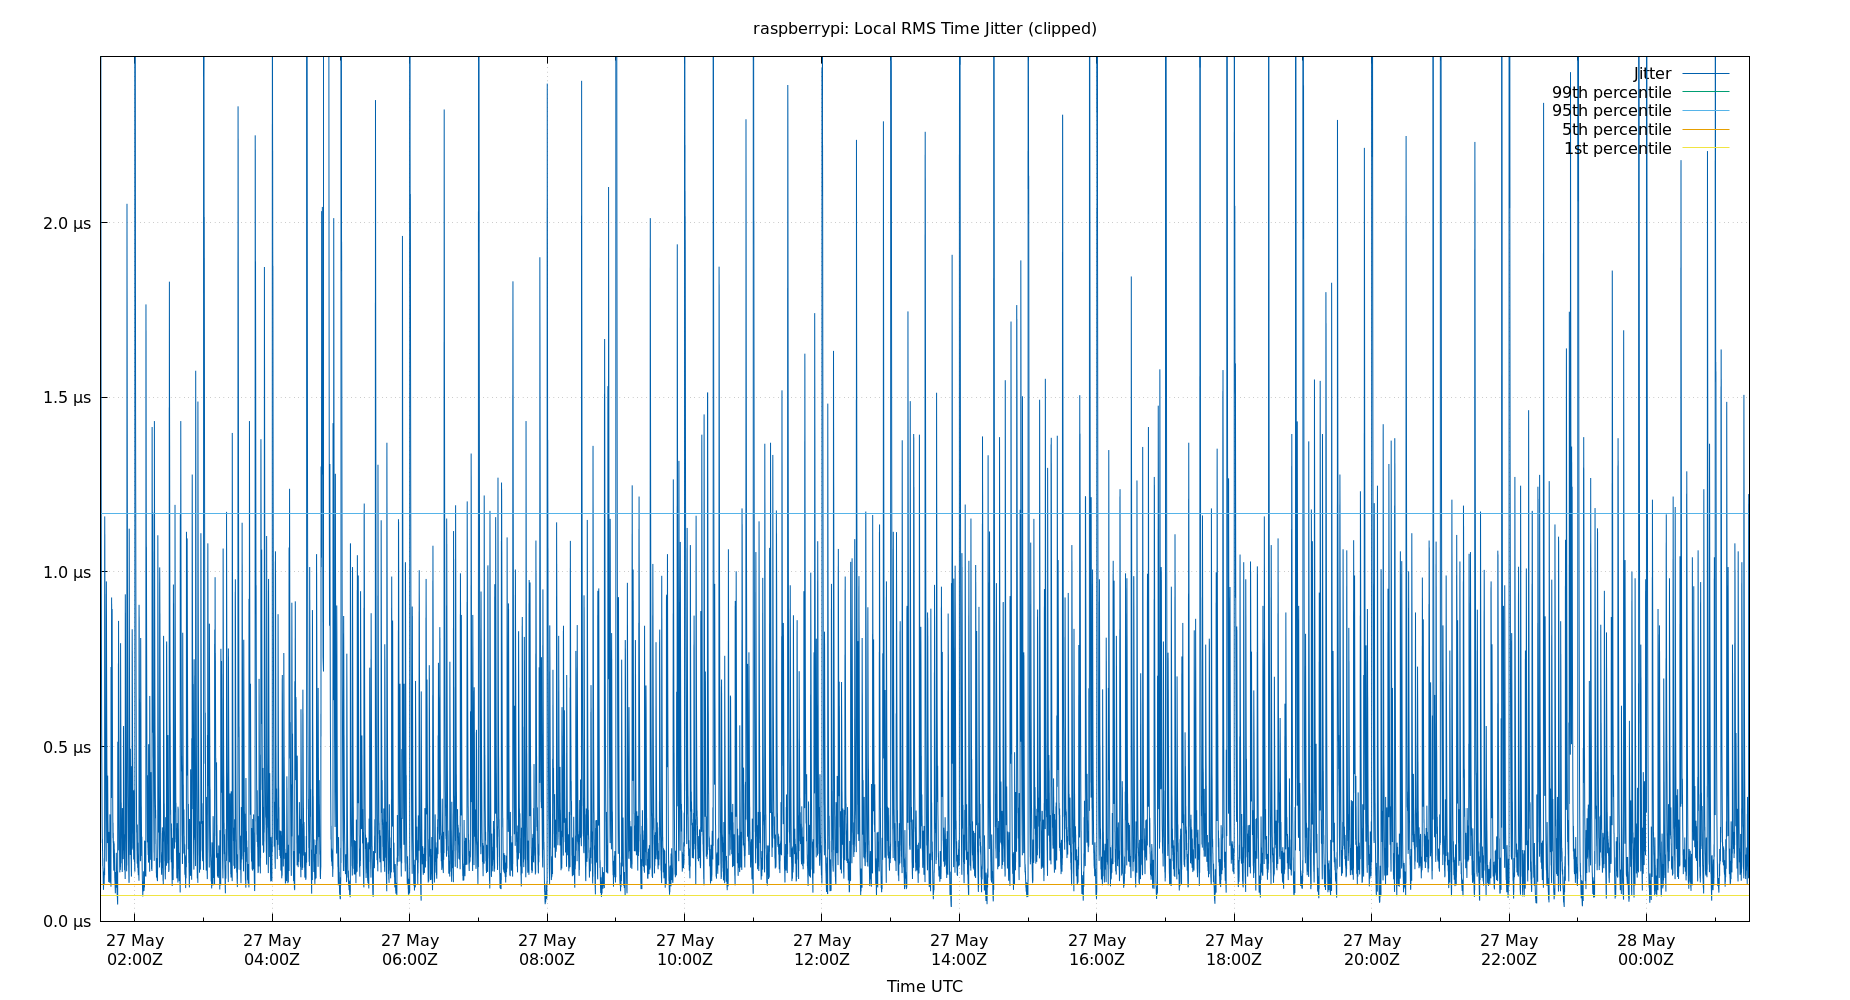 raspberrypi: Local RMS Time Jitter (clipped)
Jitter
99th percentile
95th percentile
5th percentile
1st percentile
2.0 µs
1.5 µs
1.0 µs
0.5 µs
0.0 µs
27 May 27 May 27 May 27 May 27 May 27 May 27 May 27 May 27 May 27 May 27 May 28 May
02:00Z 04:00Z 06:00Z 08:00Z 10:00Z 12:00Z 14:00Z 16:00Z 18:00Z 20:00Z 22:00Z 00:00Z
Time UTC